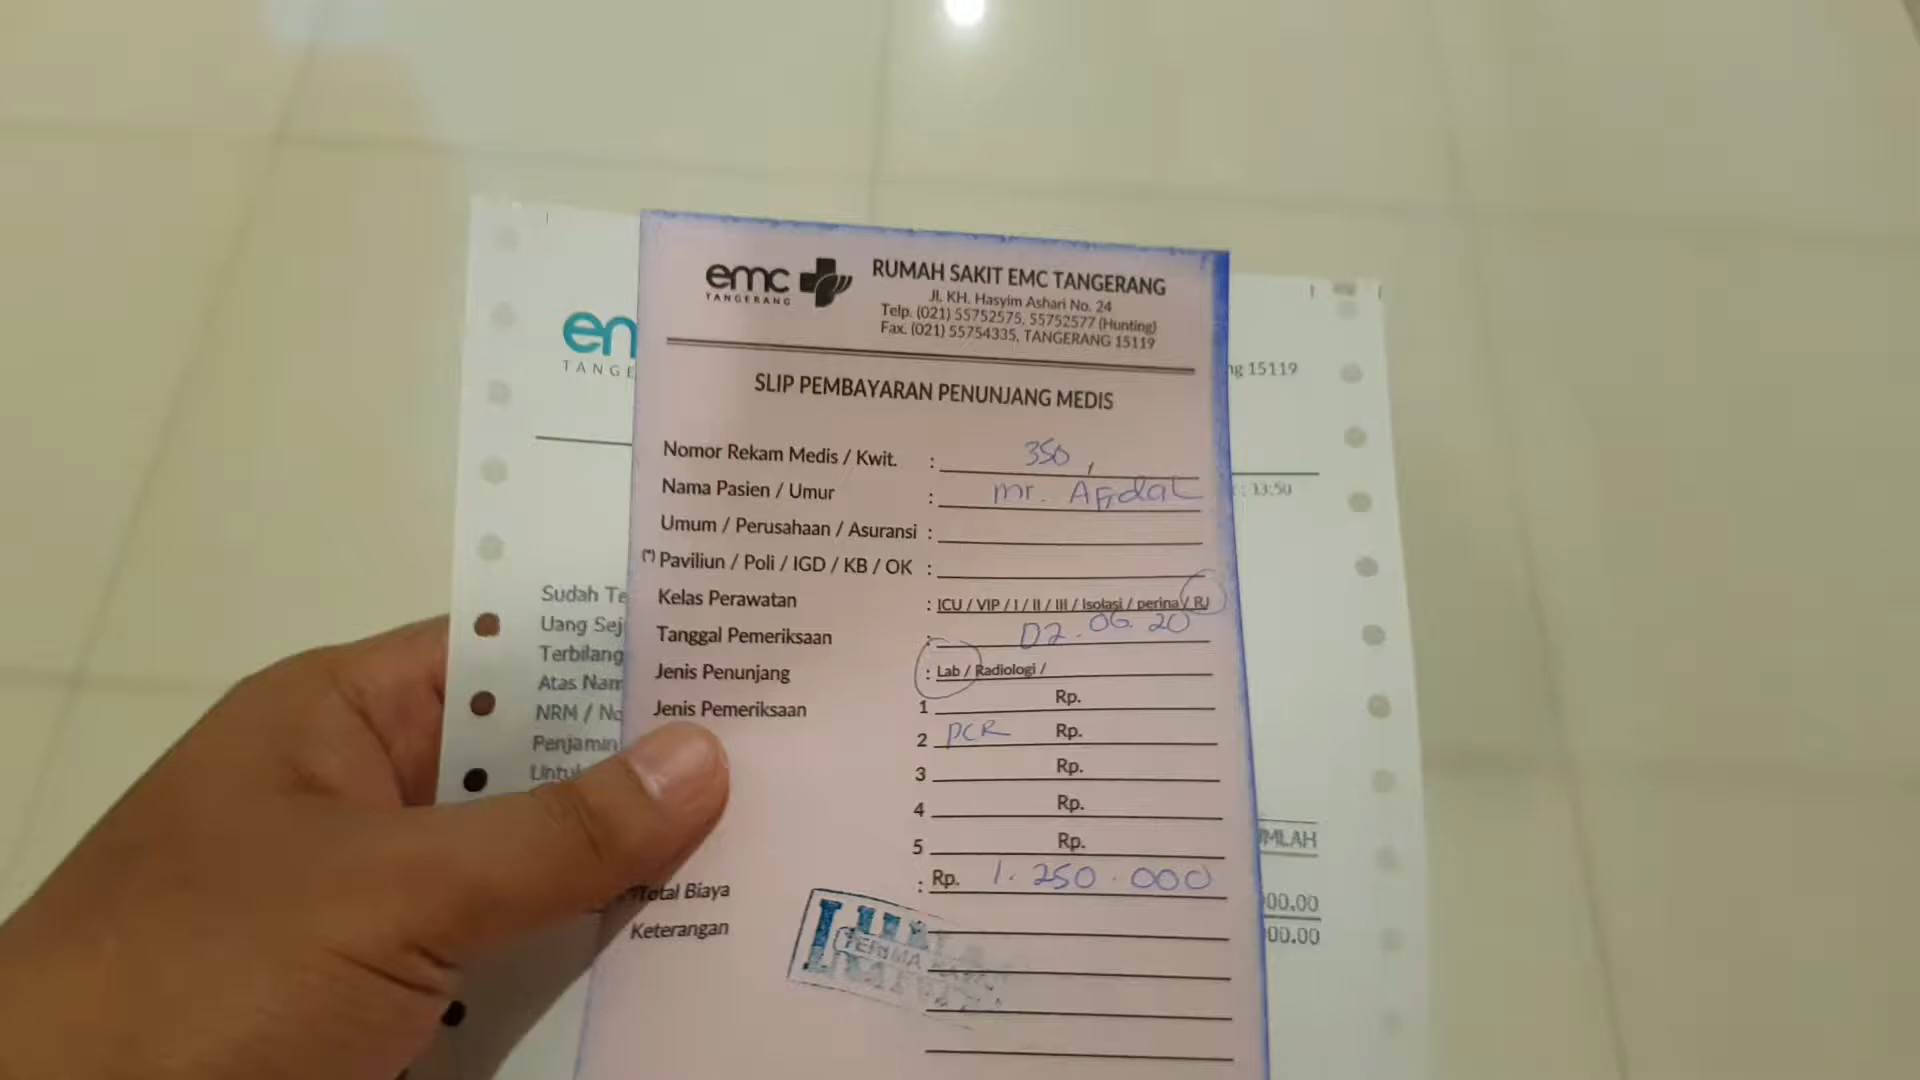 emc
TANGERANG
RUMAH SAKIT EMC TANGERANG
Jl. KH. Hasyim Ashari No. 24
Telp. (021) 55752575, 55752577 (Hunting)
Fax. (021) 55754335, TANGERANG 15119
SLIP PEMBAYARAN PENUNJANG MEDIS
Nomor Rekam Medis / Kwit. : 350,
Nama Pasien / Umur : mr. Afdal
Umum / Perusahaan / Asuransi :
(*) Paviliun / Poli / IGD / KB / OK :
Kelas Perawatan : ICU / VIP / I / II / III / Isolasi / perina / RJ
Tanggal Pemeriksaan : 02.06.20
Jenis Penunjang : Lab / Radiologi /
Jenis Pemeriksaan 1 Rp.
2 PCR Rp.
3 Rp.
4 Rp.
5 Rp.
Total Biaya : Rp. 1.250.000
Keterangan
TERIMA
en
TANGE
ng 15119
: 13:50
Sudah Te
Uang Sej
Terbilang
Atas Nam
NRM / No
Penjamin
Untu
MLAH
00.00
00.00